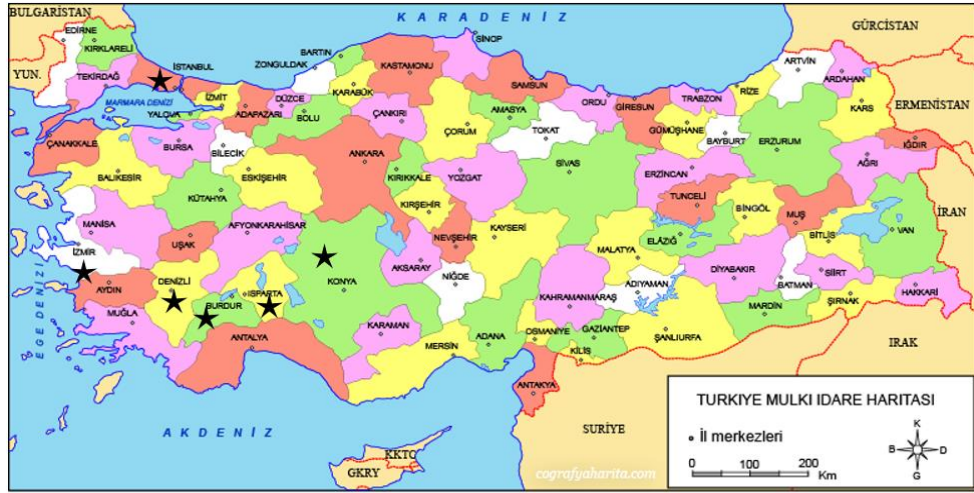 BULGARİSTAN
K A R A D E N İ Z
GÜRCİSTAN
EDİRNE
KIRKLARELİ
SİNOP
BARTIN
ZONGULDAK
KASTAMONU
ARTVİN
ARDAHAN
YUN.
TEKİRDAĞ
İSTANBUL
KARABÜK
SAMSUN
RİZE
MARMARA DENİZİ
İZMİT
DÜZCE
ORDU
GİRESUN
TRABZON
KARS
ERMENİSTAN
YALOVA
ADAPAZARI
BOLU
ÇANKIRI
AMASYA
GÜMÜŞHANE
ÇANAKKALE
BURSA
BİLECİK
ÇORUM
TOKAT
BAYBURT
ERZURUM
IĞDIR
ANKARA
SİVAS
AĞRI
BALIKESİR
ESKİŞEHİR
KIRIKKALE
YOZGAT
ERZİNCAN
KÜTAHYA
TUNCELİ
BİNGÖL
MUŞ
İRAN
MANİSA
AFYONKARAHİSAR
KIRŞEHİR
KAYSERİ
ELAZIĞ
BİTLİS
VAN
UŞAK
NEVŞEHİR
MALATYA
İZMİR
AKSARAY
DİYABAKIR
SİİRT
EGEDENİZİ
AYDIN
DENİZLİ
BURDUR
ISPARTA
KONYA
NİĞDE
KAHRAMANMARAŞ
ADIYAMAN
BATMAN
HAKKARİ
MUĞLA
KARAMAN
ADANA
OSMANİYE
GAZİANTEP
ŞANLIURFA
MARDİN
ŞIRNAK
ANTALYA
MERSİN
KİLİS
IRAK
ANTAKYA
A K D E N İ Z
SURİYE
KKTC
GKRY
cografyaharita.com
TURKIYE MULKI IDARE HARITASI
İl merkezleri
0 100 200
Km
K
B D
G